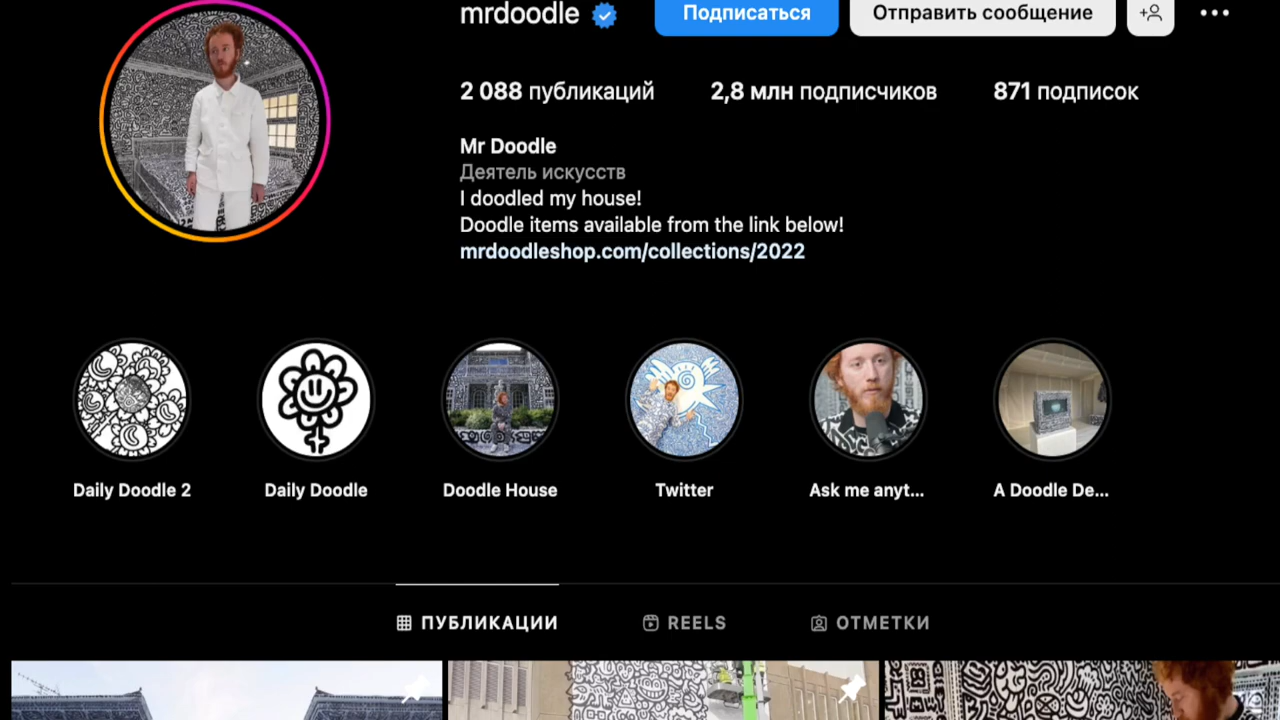 mrdoodle
Подписаться
Отправить сообщение
2 088 публикаций
2,8 млн подписчиков
871 подписок
Mr Doodle
Деятель искусств
I doodled my house!
Doodle items available from the link below!
mrdoodleshop.com/collections/2022
Daily Doodle 2
Daily Doodle
Doodle House
Twitter
Ask me anyt...
A Doodle De...
ПУБЛИКАЦИИ
REELS
ОТМЕТКИ